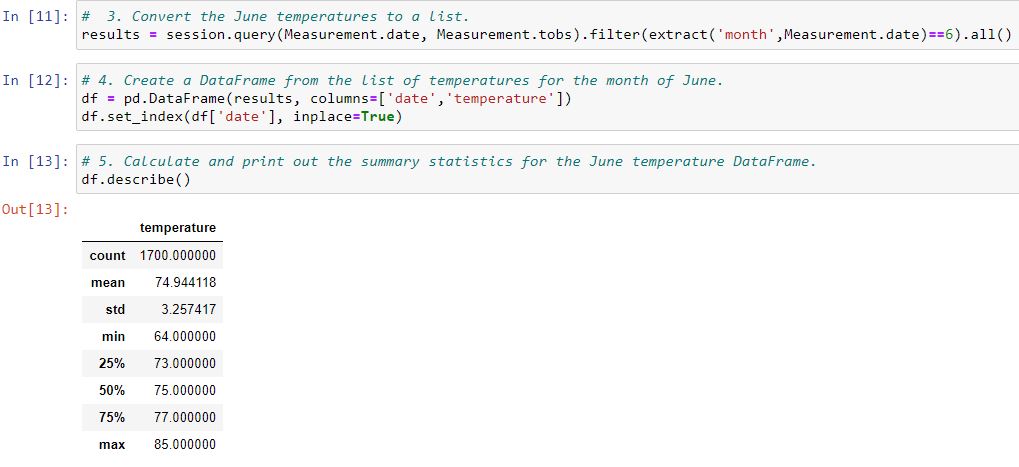 In [11]: #  3. Convert the June temperatures to a list.
results = session.query(Measurement.date, Measurement.tobs).filter(extract('month',Measurement.date)==6).all()
In [12]: # 4. Create a DataFrame from the list of temperatures for the month of June.
df = pd.DataFrame(results, columns=['date','temperature'])
df.set_index(df['date'], inplace=True)
In [13]: # 5. Calculate and print out the summary statistics for the June temperature DataFrame.
df.describe()
Out[13]:
temperature
count 1700.000000
mean 74.944118
std 3.257417
min 64.000000
25% 73.000000
50% 75.000000
75% 77.000000
max 85.000000